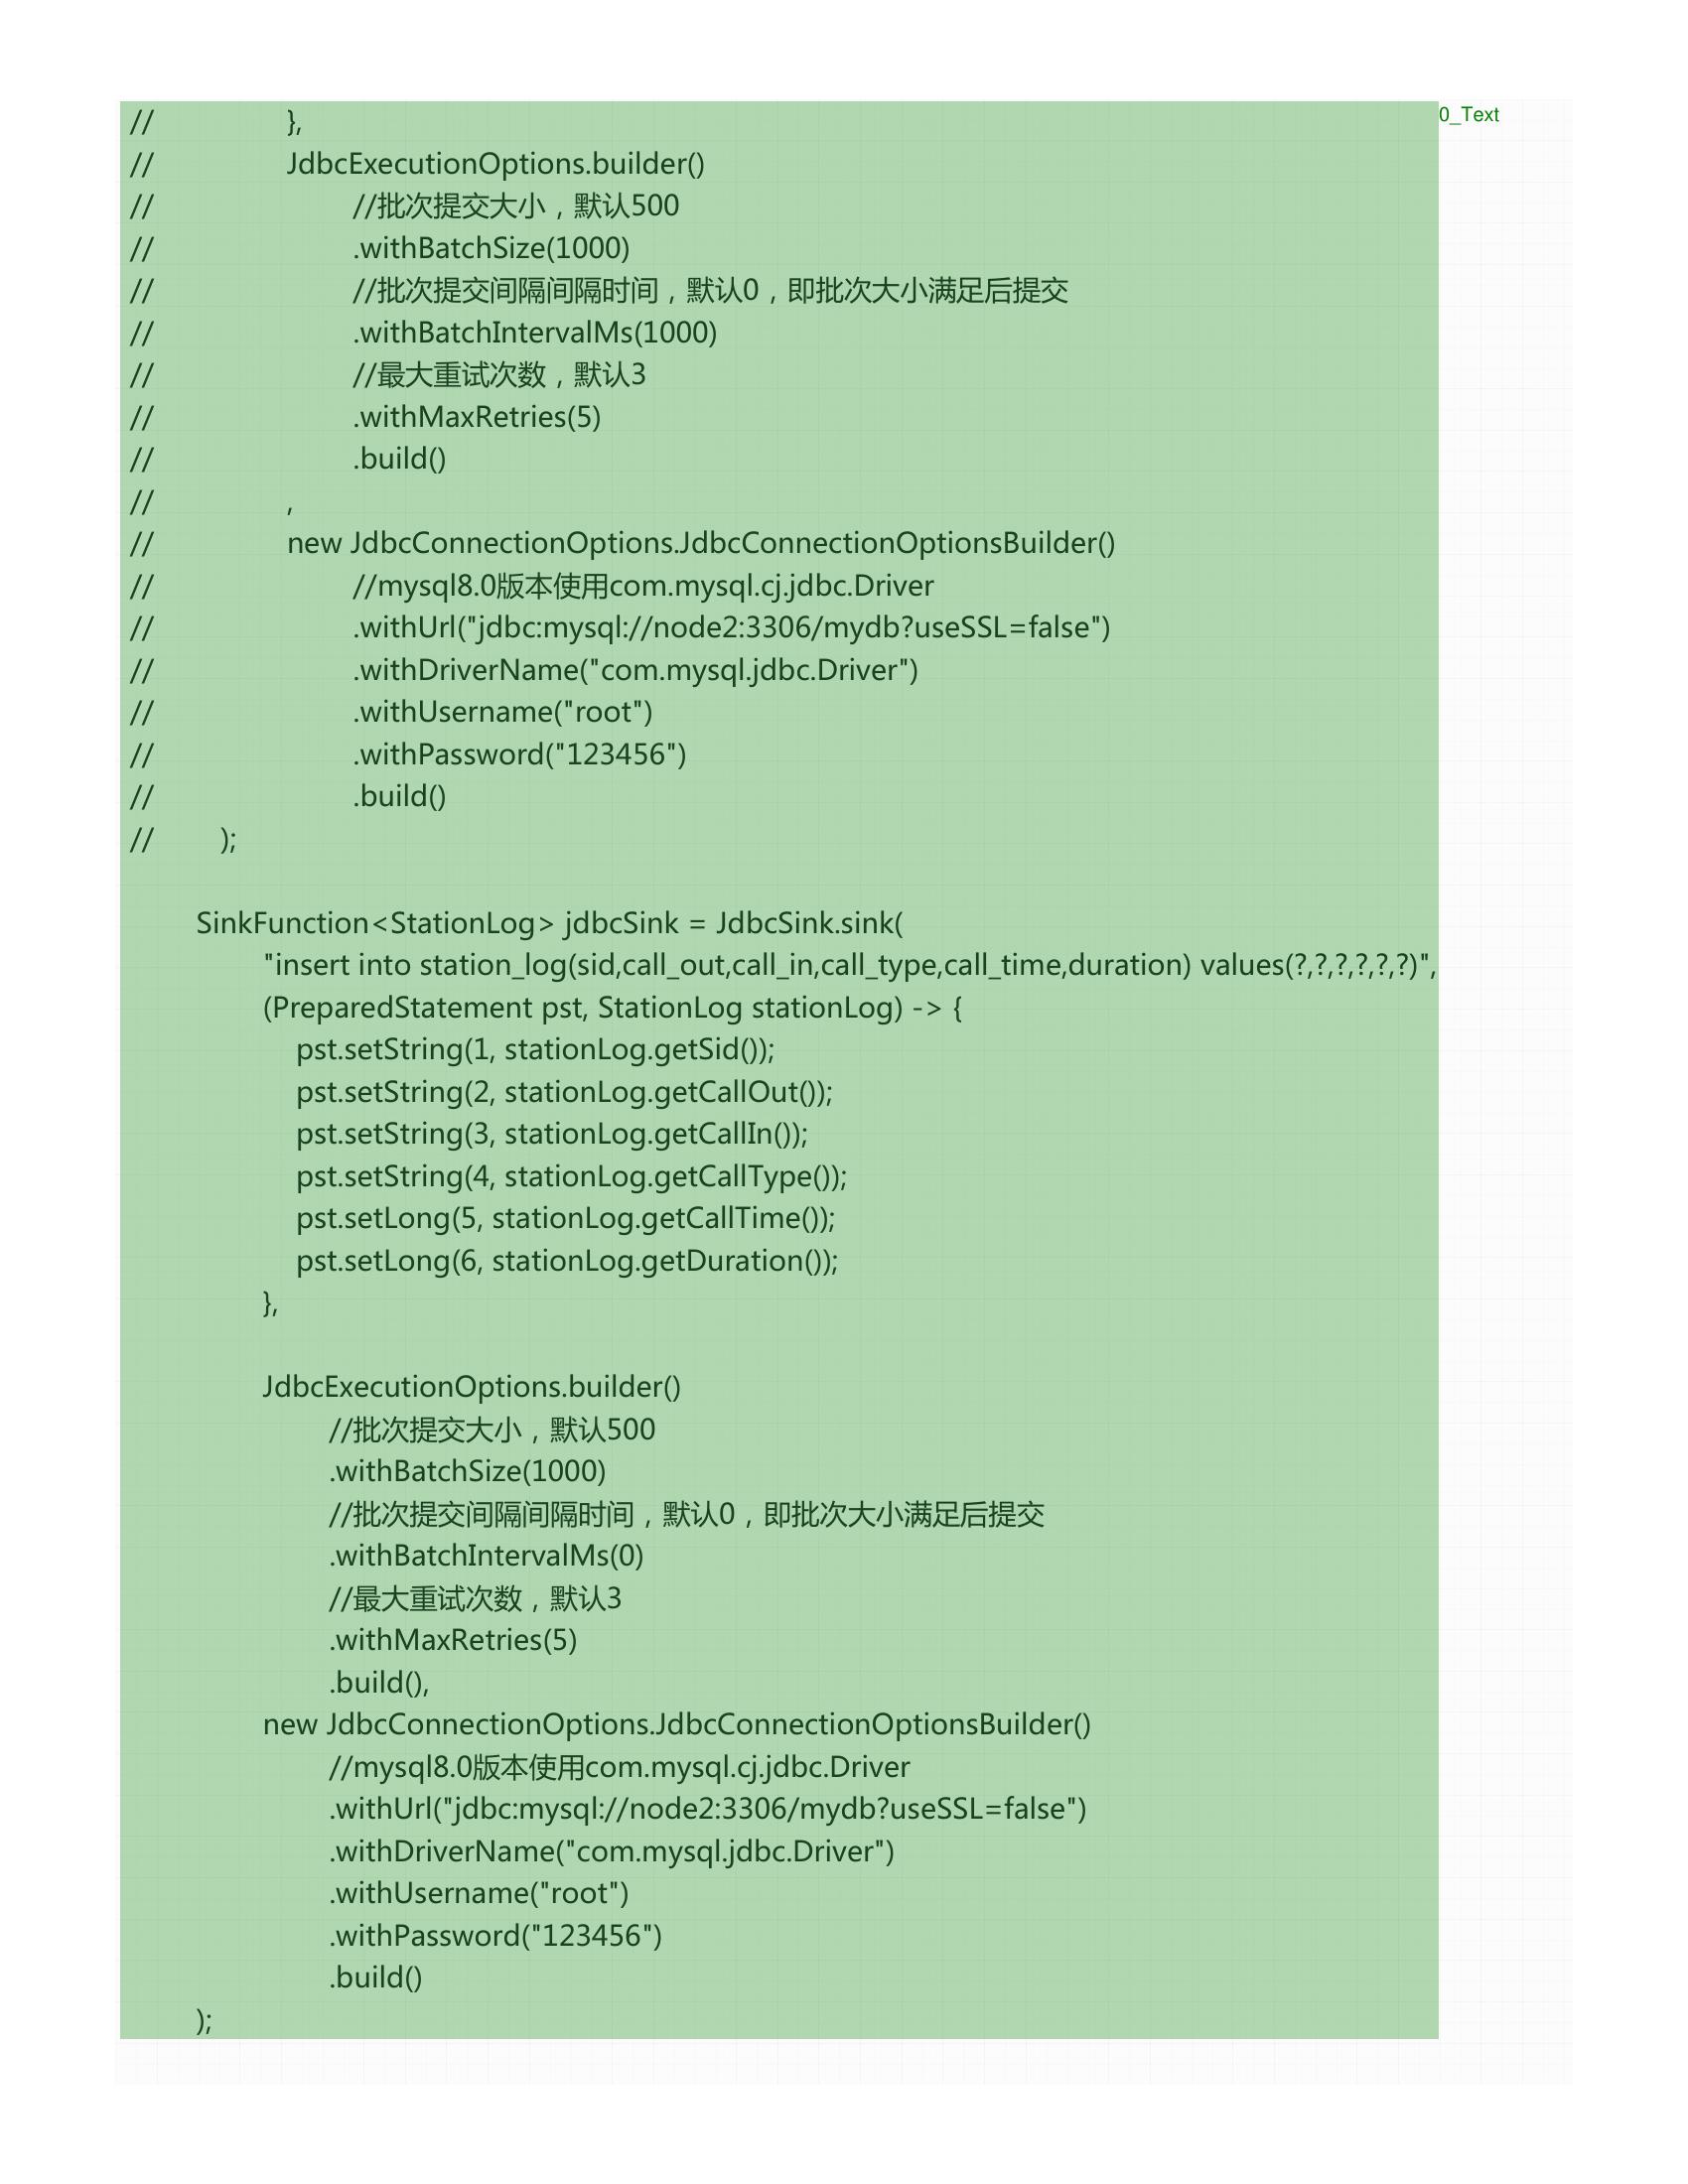 //                },
0_Text
//                JdbcExecutionOptions.builder()
//                        //批次提交大小，默认500
//                        .withBatchSize(1000)
//                        //批次提交间隔间隔时间，默认0，即批次大小满足后提交
//                        .withBatchIntervalMs(1000)
//                        //最大重试次数，默认3
//                        .withMaxRetries(5)
//                        .build()
//                ,
//                new JdbcConnectionOptions.JdbcConnectionOptionsBuilder()
//                        //mysql8.0版本使用com.mysql.cj.jdbc.Driver
//                        .withUrl("jdbc:mysql://node2:3306/mydb?useSSL=false")
//                        .withDriverName("com.mysql.jdbc.Driver")
//                        .withUsername("root")
//                        .withPassword("123456")
//                        .build()
//        );
        SinkFunction<StationLog> jdbcSink = JdbcSink.sink(
                "insert into station_log(sid,call_out,call_in,call_type,call_time,duration) values(?,?,?,?,?,?)",
                (PreparedStatement pst, StationLog stationLog) -> {
                    pst.setString(1, stationLog.getSid());
                    pst.setString(2, stationLog.getCallOut());
                    pst.setString(3, stationLog.getCallIn());
                    pst.setString(4, stationLog.getCallType());
                    pst.setLong(5, stationLog.getCallTime());
                    pst.setLong(6, stationLog.getDuration());
                },
                JdbcExecutionOptions.builder()
                        //批次提交大小，默认500
                        .withBatchSize(1000)
                        //批次提交间隔间隔时间，默认0，即批次大小满足后提交
                        .withBatchIntervalMs(0)
                        //最大重试次数，默认3
                        .withMaxRetries(5)
                        .build(),
                new JdbcConnectionOptions.JdbcConnectionOptionsBuilder()
                        //mysql8.0版本使用com.mysql.cj.jdbc.Driver
                        .withUrl("jdbc:mysql://node2:3306/mydb?useSSL=false")
                        .withDriverName("com.mysql.jdbc.Driver")
                        .withUsername("root")
                        .withPassword("123456")
                        .build()
        );